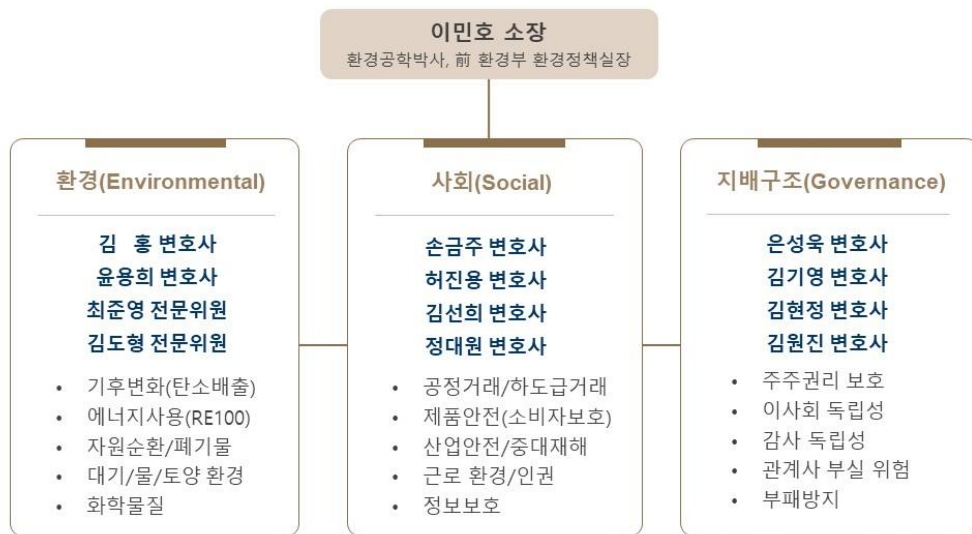 이민호 소장
환경공학박사, 前 환경부 환경정책실장
환경(Environmental)
김 홍 변호사
윤용희 변호사
최준영 전문위원
김도형 전문위원
• 기후변화(탄소배출)
• 에너지사용(RE100)
• 자원순환/폐기물
• 대기/물/토양 환경
• 화학물질
사회(Social)
손금주 변호사
허진용 변호사
김선희 변호사
정대원 변호사
• 공정거래/하도급거래
• 제품안전(소비자보호)
• 산업안전/중대재해
• 근로 환경/인권
• 정보보호
지배구조(Governance)
은성욱 변호사
김기영 변호사
김현정 변호사
김원진 변호사
• 주주권리 보호
• 이사회 독립성
• 감사 독립성
• 관계사 부실 위험
• 부패방지